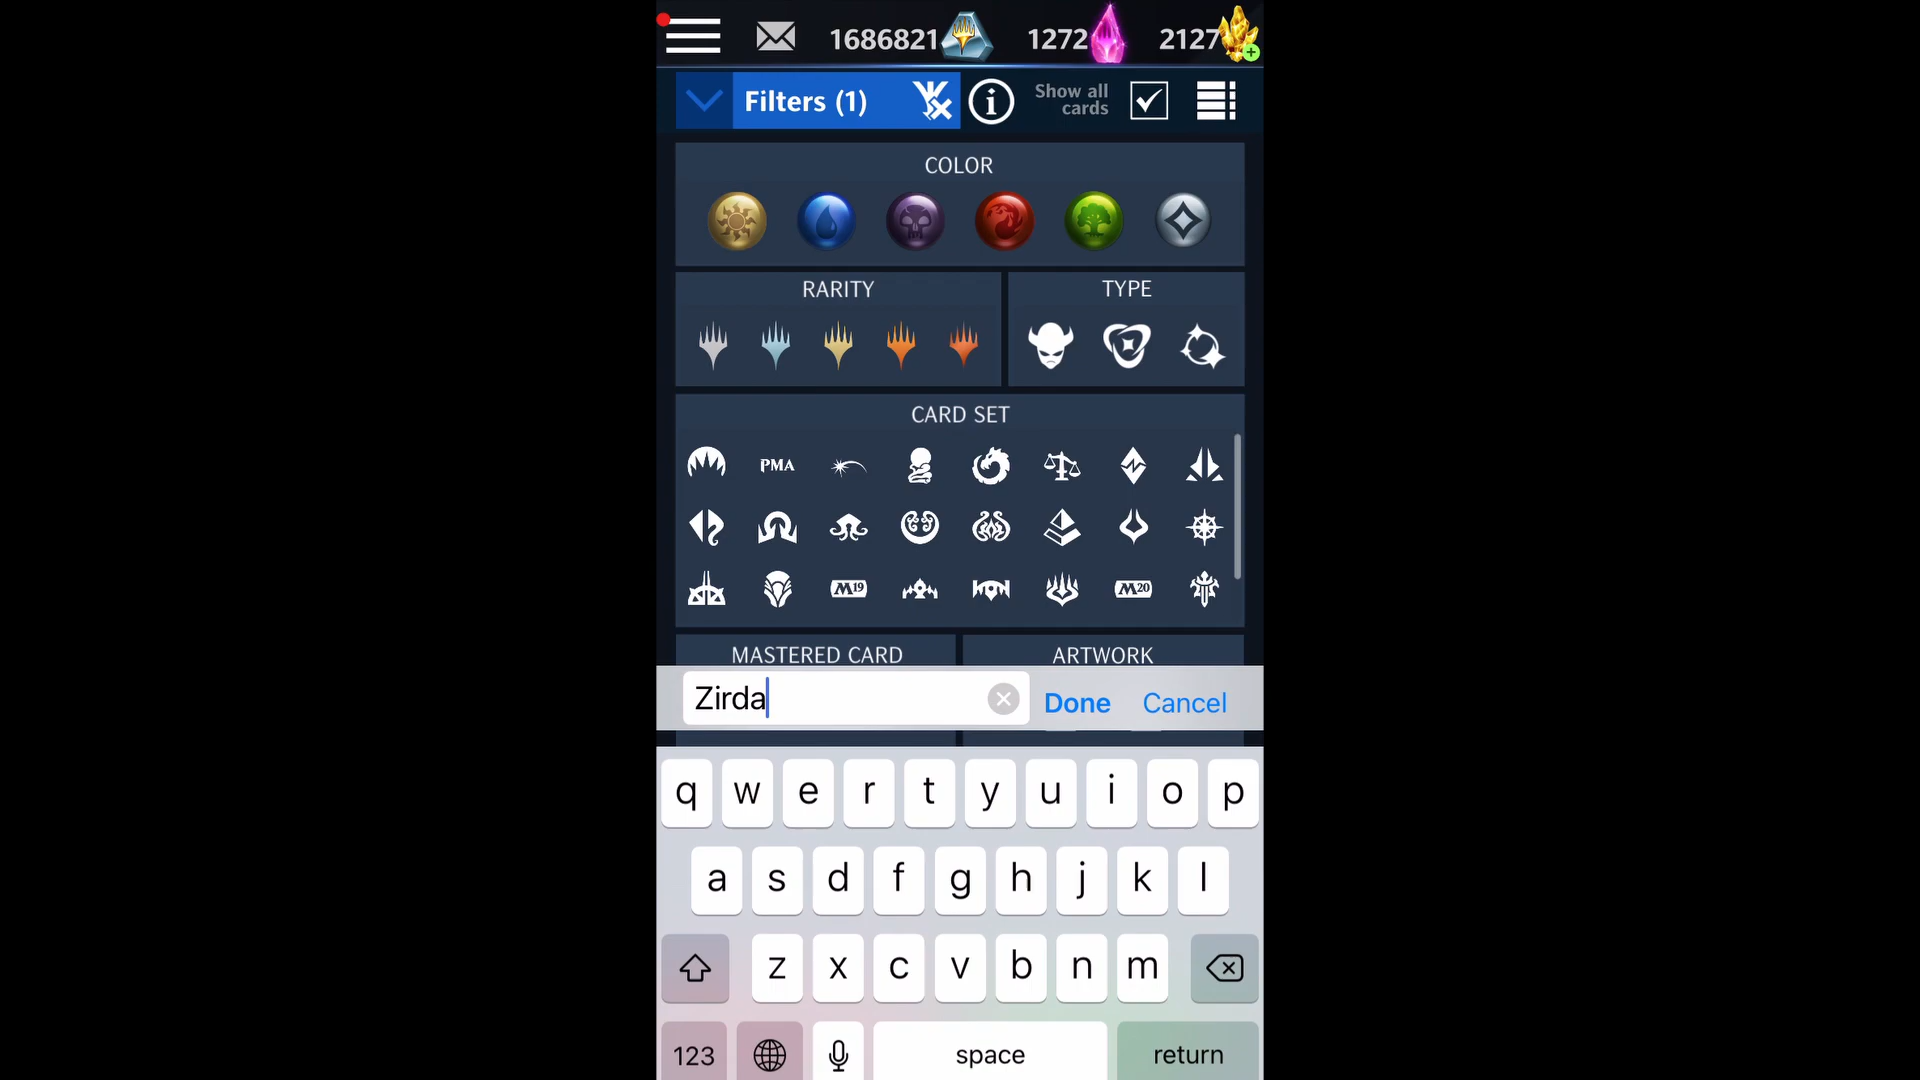 1686821 1272 2127
Filters (1) Show all cards
COLOR
RARITY TYPE
CARD SET
PMA
M19 M20
MASTERED CARD ARTWORK
Zirda Done Cancel
q w e r t y u i o p
a s d f g h j k l
z x c v b n m
123 space return